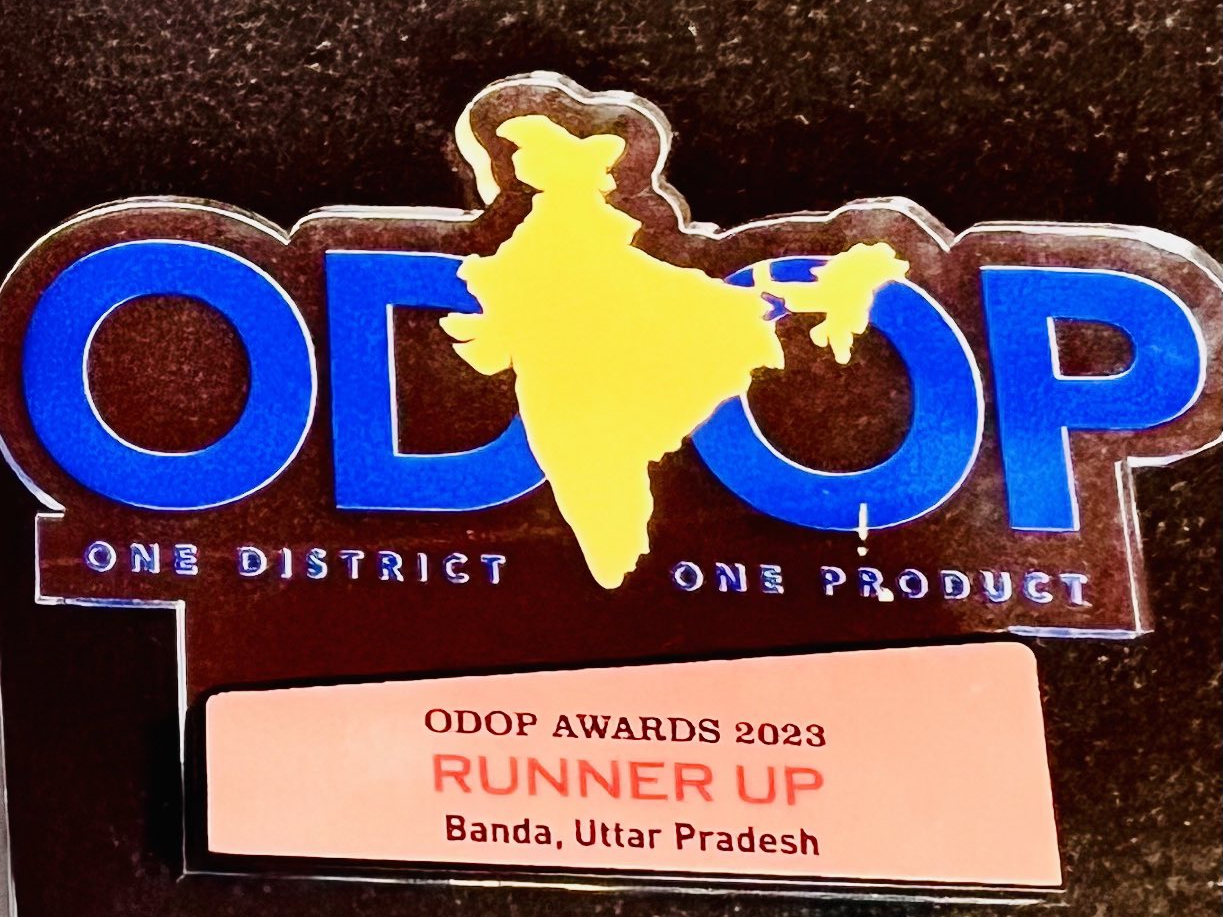 ODOP
ONE DISTRICT ONE PRODUCT
ODOP AWARDS 2023
RUNNER UP
Banda, Uttar Pradesh